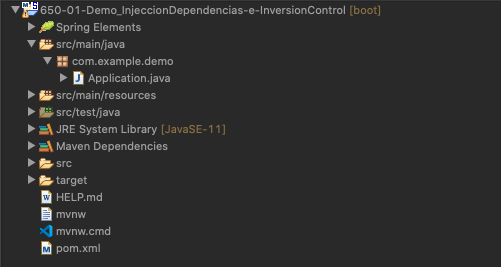 650-01-Demo_InjeccionDependencias-e-InversionControl [boot]
Spring Elements
src/main/java
com.example.demo
Application.java
src/main/resources
src/test/java
JRE System Library [JavaSE-11]
Maven Dependencies
src
target
HELP.md
mvnw
mvnw.cmd
pom.xml